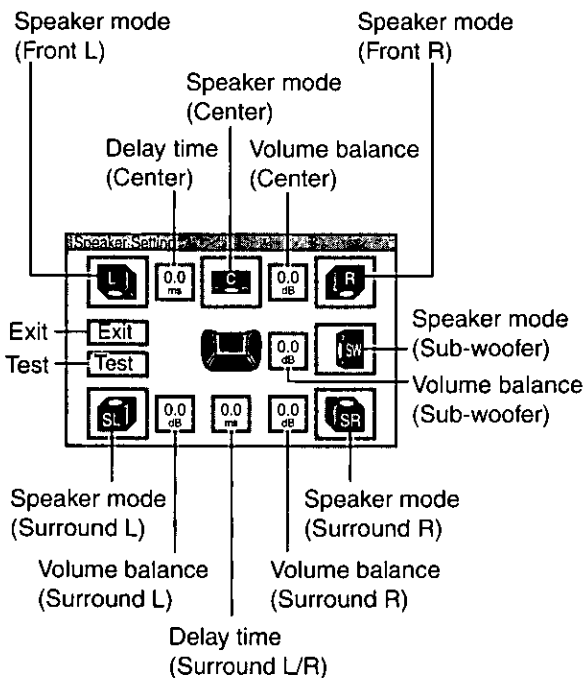 Speaker mode
(Front L)
Speaker mode
(Front R)
Speaker mode
(Center)
Delay time
(Center)
Volume balance
(Center)
Speaker Setting
L
0.0
ms
C
0.0
dB
R
Exit
Exit
Test
Test
0.0
dB
SW
Speaker mode
(Sub-woofer)
Volume balance
(Sub-woofer)
SL
0.0
dB
0.0
ms
0.0
dB
SR
Speaker mode
(Surround L)
Speaker mode
(Surround R)
Volume balance
(Surround L)
Volume balance
(Surround R)
Delay time
(Surround L/R)